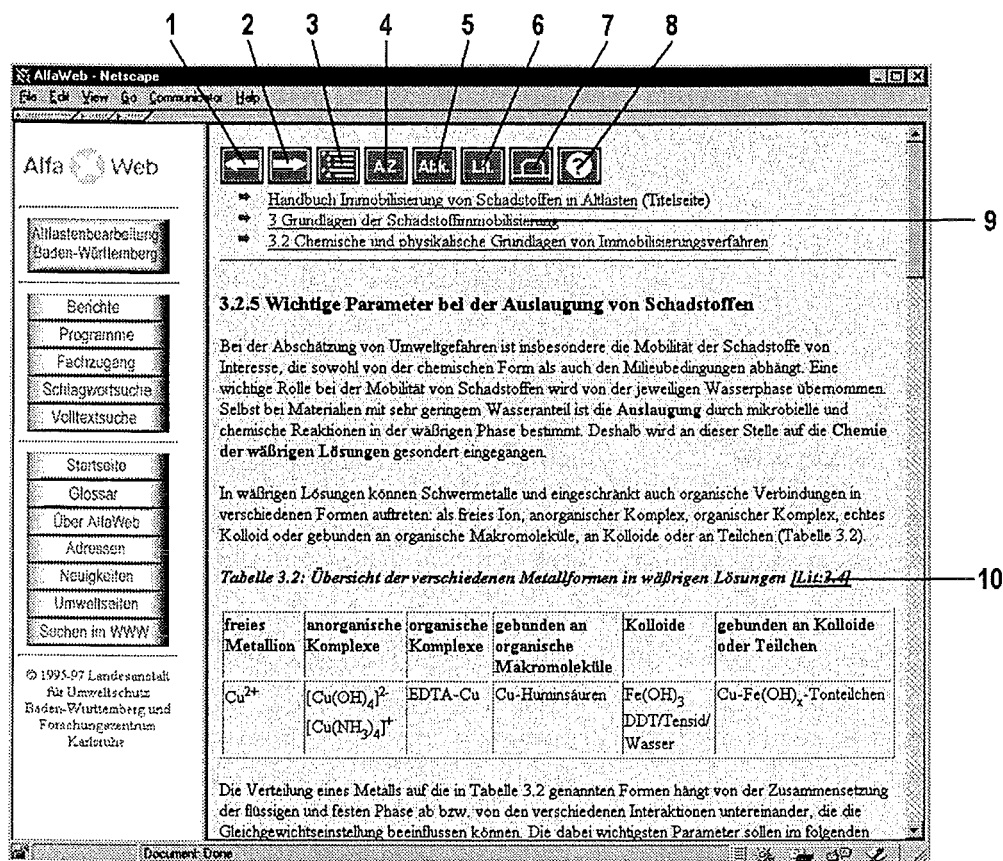 1 2 3 4 5 6 7 8
AlfaWeb - Netscape
File Edit View Go Communicator Help
Alfa Web
Altlastenbearbeitung
Baden-Württemberg
Berichte
Programme
Fachzugang
Schlagwortsuche
Volltextsuche
Startseite
Glossar
Über AlfaWeb
Adressen
Neuigkeiten
Umweltseiten
Suchen im WWW
© 1995-97 Landesanstalt
für Umweltschutz
Baden-Württemberg und
Forschungszentrum
Karlsruhe
A-Z Abk. Lit. ?
Handbuch Immobilisierung von Schadstoffen in Altlasten (Titelseite)
3 Grundlagen der Schadstoffimmobilisierung
9
3.2 Chemische und physikalische Grundlagen von Immobilisierungsverfahren
3.2.5 Wichtige Parameter bei der Auslaugung von Schadstoffen
Bei der Abschätzung von Umweltgefahren ist insbesondere die Mobilität der Schadstoffe von
Interesse, die sowohl von der chemischen Form als auch den Milieubedingungen abhängt. Eine
wichtige Rolle bei der Mobilität von Schadstoffen wird von der jeweiligen Wasserphase übernommen.
Selbst bei Materialien mit sehr geringem Wasseranteil ist die Auslaugung durch mikrobielle und
chemische Reaktionen in der wäßrigen Phase bestimmt. Deshalb wird an dieser Stelle auf die Chemie
der wäßrigen Lösungen gesondert eingegangen.
In wäßrigen Lösungen können Schwermetalle und eingeschränkt auch organische Verbindungen in
verschiedenen Formen auftreten: als freies Ion, anorganischer Komplex, organischer Komplex, echtes
Kolloid oder gebunden an organische Makromoleküle, an Kolloide oder an Teilchen (Tabelle 3.2).
Tabelle 3.2: Übersicht der verschiedenen Metallformen in wäßrigen Lösungen [Lit:3.4]
10
freies anorganische organische gebunden an Kolloide gebunden an Kolloide
Metallion Komplexe Komplexe organische oder Teilchen
Makromoleküle
Cu²⁺ [Cu(OH)₄]²⁻ EDTA-Cu Cu-Huminsäuren Fe(OH)₃ Cu-Fe(OH)ₓ-Tonteilchen
[Cu(NH₃)₄]⁺ DDT/Tensid/
Wasser
Die Verteilung eines Metalls auf die in Tabelle 3.2 genannten Formen hängt von der Zusammensetzung
der flüssigen und festen Phase ab bzw. von den verschiedenen Interaktionen untereinander, die die
Gleichgewichtseinstellung beeinflussen können. Die dabei wichtigsten Parameter sollen im folgenden
Document: Done